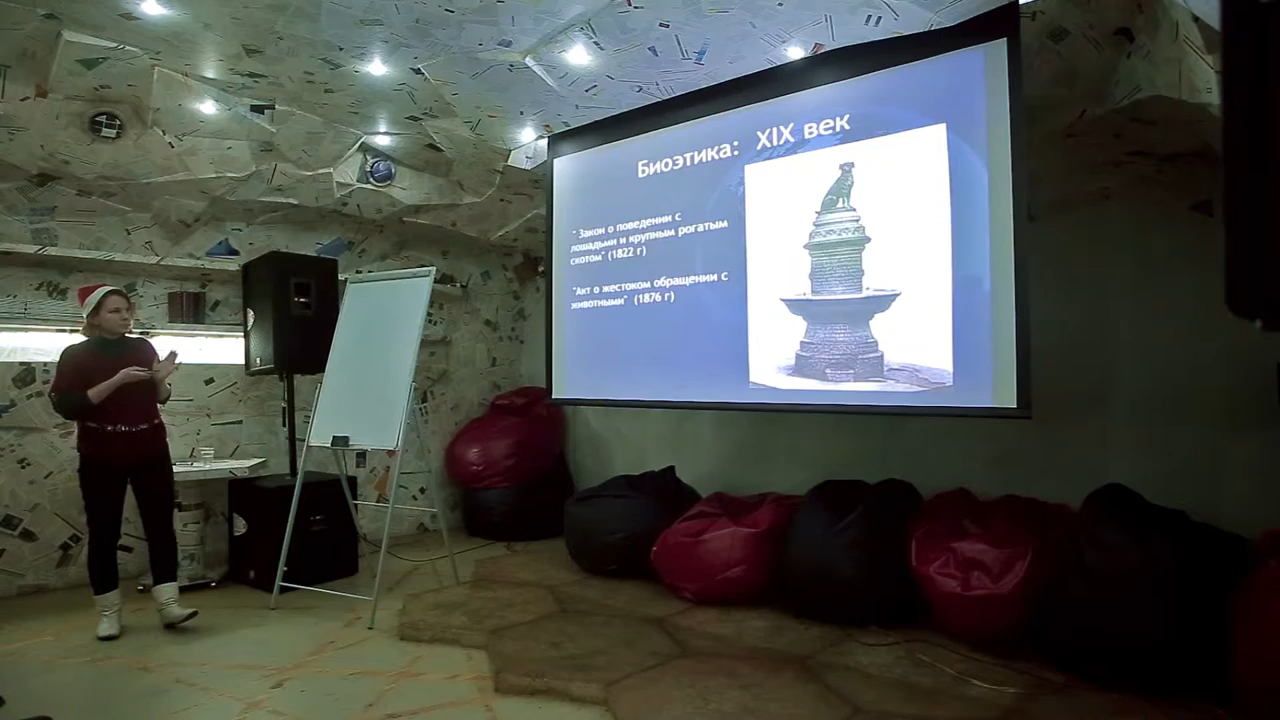 Биоэтика: XIX век
" Закон о поведении с
лошадьми и крупным рогатым
скотом" (1822 г)
"Акт о жестоком обращении с
животными" (1876 г)